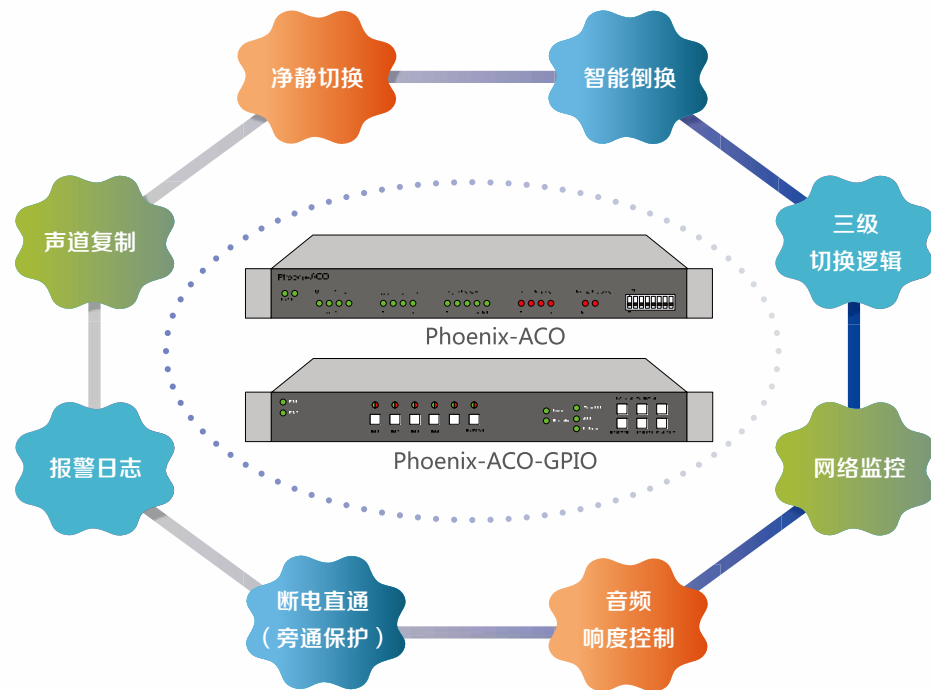 净静切换
智能倒换
声道复制
三级
切换逻辑
Phoenix-ACO
Phoenix-ACO-GPIO
报警日志
网络监控
断电直通
（旁通保护）
音频
响度控制